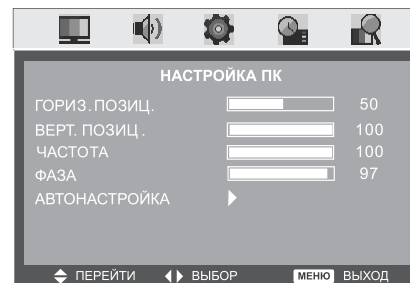 НАСТРОЙКА ПК
ГОРИЗ. ПОЗИЦ. 50
ВЕРТ. ПОЗИЦ. 100
ЧАСТОТА 100
ФАЗА 97
АВТОНАСТРОЙКА
ПЕРЕЙТИ ВЫБОР МЕНЮ ВЫХОД